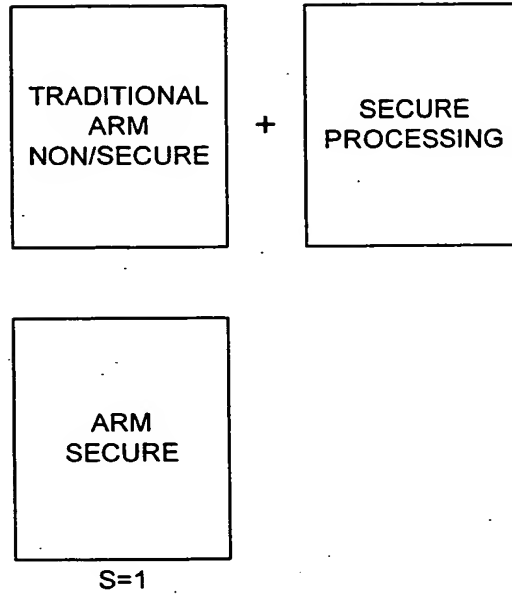 TRADITIONAL
ARM
NON/SECURE
+
SECURE
PROCESSING
ARM
SECURE
S=1